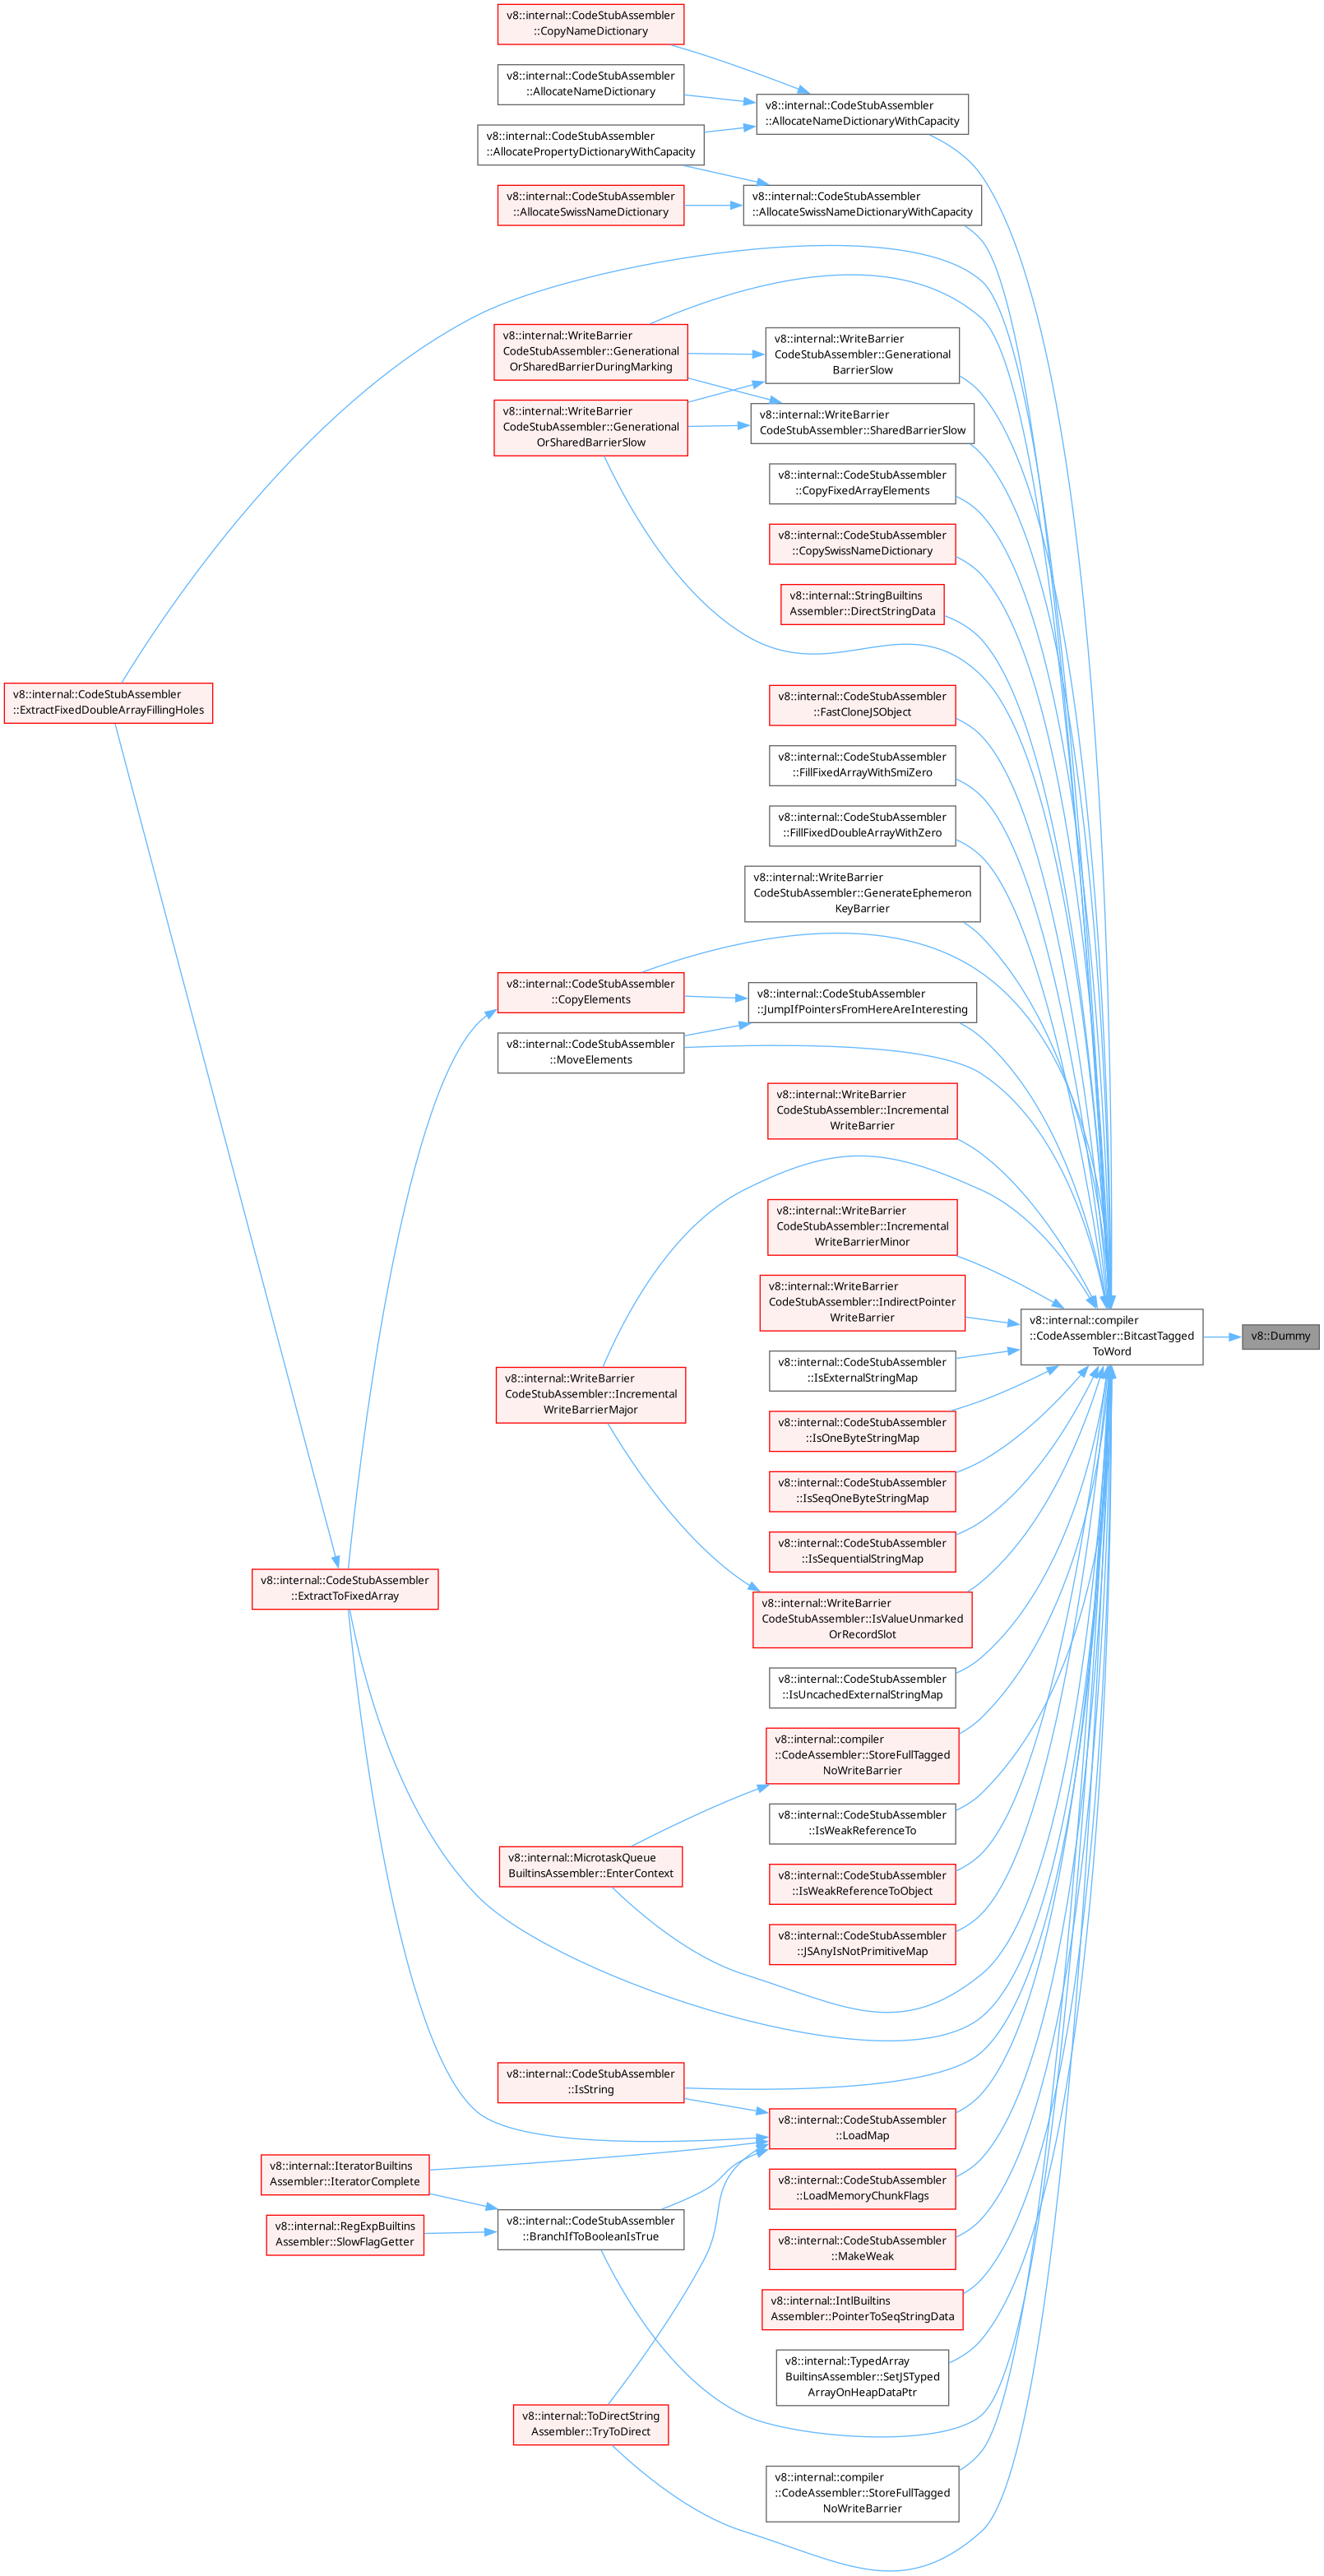 v8::internal::CodeStubAssembler
::CopyNameDictionary
v8::internal::CodeStubAssembler
::AllocateNameDictionary
v8::internal::CodeStubAssembler
::AllocateNameDictionaryWithCapacity
v8::internal::CodeStubAssembler
::AllocatePropertyDictionaryWithCapacity
v8::internal::CodeStubAssembler
::AllocateSwissNameDictionary
v8::internal::CodeStubAssembler
::AllocateSwissNameDictionaryWithCapacity
v8::internal::WriteBarrier
CodeStubAssembler::Generational
OrSharedBarrierDuringMarking
v8::internal::WriteBarrier
CodeStubAssembler::Generational
BarrierSlow
v8::internal::WriteBarrier
CodeStubAssembler::Generational
OrSharedBarrierSlow
v8::internal::WriteBarrier
CodeStubAssembler::SharedBarrierSlow
v8::internal::CodeStubAssembler
::CopyFixedArrayElements
v8::internal::CodeStubAssembler
::CopySwissNameDictionary
v8::internal::StringBuiltins
Assembler::DirectStringData
v8::internal::CodeStubAssembler
::ExtractFixedDoubleArrayFillingHoles
v8::internal::CodeStubAssembler
::FastCloneJSObject
v8::internal::CodeStubAssembler
::FillFixedArrayWithSmiZero
v8::internal::CodeStubAssembler
::FillFixedDoubleArrayWithZero
v8::internal::WriteBarrier
CodeStubAssembler::GenerateEphemeron
KeyBarrier
v8::internal::CodeStubAssembler
::CopyElements
v8::internal::CodeStubAssembler
::JumpIfPointersFromHereAreInteresting
v8::internal::CodeStubAssembler
::MoveElements
v8::internal::WriteBarrier
CodeStubAssembler::Incremental
WriteBarrier
v8::internal::WriteBarrier
CodeStubAssembler::Incremental
WriteBarrierMinor
v8::internal::WriteBarrier
CodeStubAssembler::IndirectPointer
WriteBarrier
v8::internal::compiler
::CodeAssembler::BitcastTagged
ToWord
v8::Dummy
v8::internal::CodeStubAssembler
::IsExternalStringMap
v8::internal::WriteBarrier
CodeStubAssembler::Incremental
WriteBarrierMajor
v8::internal::CodeStubAssembler
::IsOneByteStringMap
v8::internal::CodeStubAssembler
::IsSeqOneByteStringMap
v8::internal::CodeStubAssembler
::IsSequentialStringMap
v8::internal::CodeStubAssembler
::ExtractToFixedArray
v8::internal::WriteBarrier
CodeStubAssembler::IsValueUnmarked
OrRecordSlot
v8::internal::CodeStubAssembler
::IsUncachedExternalStringMap
v8::internal::compiler
::CodeAssembler::StoreFullTagged
NoWriteBarrier
v8::internal::CodeStubAssembler
::IsWeakReferenceTo
v8::internal::MicrotaskQueue
BuiltinsAssembler::EnterContext
v8::internal::CodeStubAssembler
::IsWeakReferenceToObject
v8::internal::CodeStubAssembler
::JSAnyIsNotPrimitiveMap
v8::internal::CodeStubAssembler
::IsString
v8::internal::CodeStubAssembler
::LoadMap
v8::internal::IteratorBuiltins
Assembler::IteratorComplete
v8::internal::CodeStubAssembler
::LoadMemoryChunkFlags
v8::internal::RegExpBuiltins
Assembler::SlowFlagGetter
v8::internal::CodeStubAssembler
::BranchIfToBooleanIsTrue
v8::internal::CodeStubAssembler
::MakeWeak
v8::internal::IntlBuiltins
Assembler::PointerToSeqStringData
v8::internal::TypedArray
BuiltinsAssembler::SetJSTyped
ArrayOnHeapDataPtr
v8::internal::ToDirectString
Assembler::TryToDirect
v8::internal::compiler
::CodeAssembler::StoreFullTagged
NoWriteBarrier